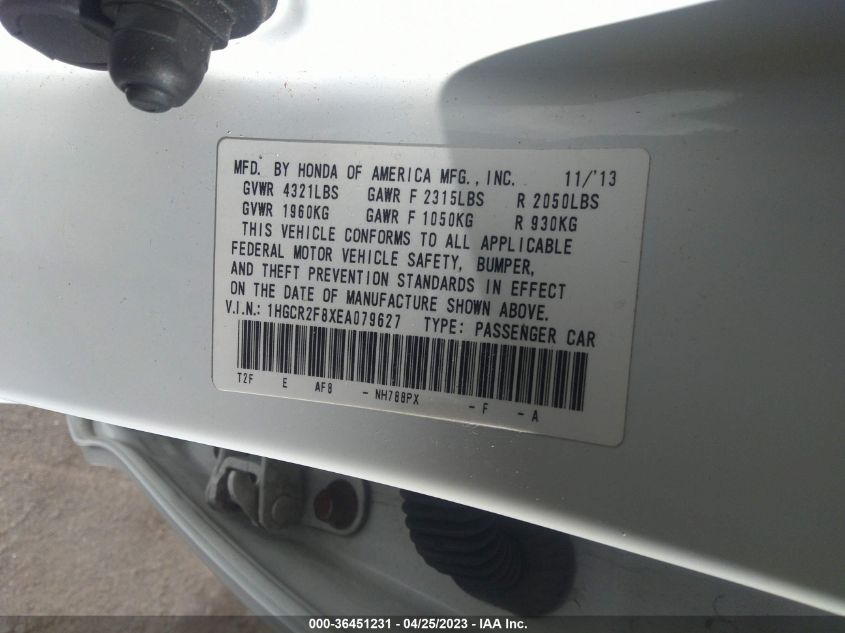 MFD. BY HONDA OF AMERICA MFG., INC. 11/'13
GVWR 4321LBS GAWR F 2315LBS R 2050LBS
GVWR 1960KG GAWR F 1050KG R 930KG
THIS VEHICLE CONFORMS TO ALL APPLICABLE
FEDERAL MOTOR VEHICLE SAFETY, BUMPER,
AND THEFT PREVENTION STANDARDS IN EFFECT
ON THE DATE OF MANUFACTURE SHOWN ABOVE.
V.I.N.: 1HGCR2F8XEA079627 TYPE: PASSENGER CAR
T2F E AF8 - NH788PX - F - A
000-36451231 - 04/25/2023 - IAA Inc.